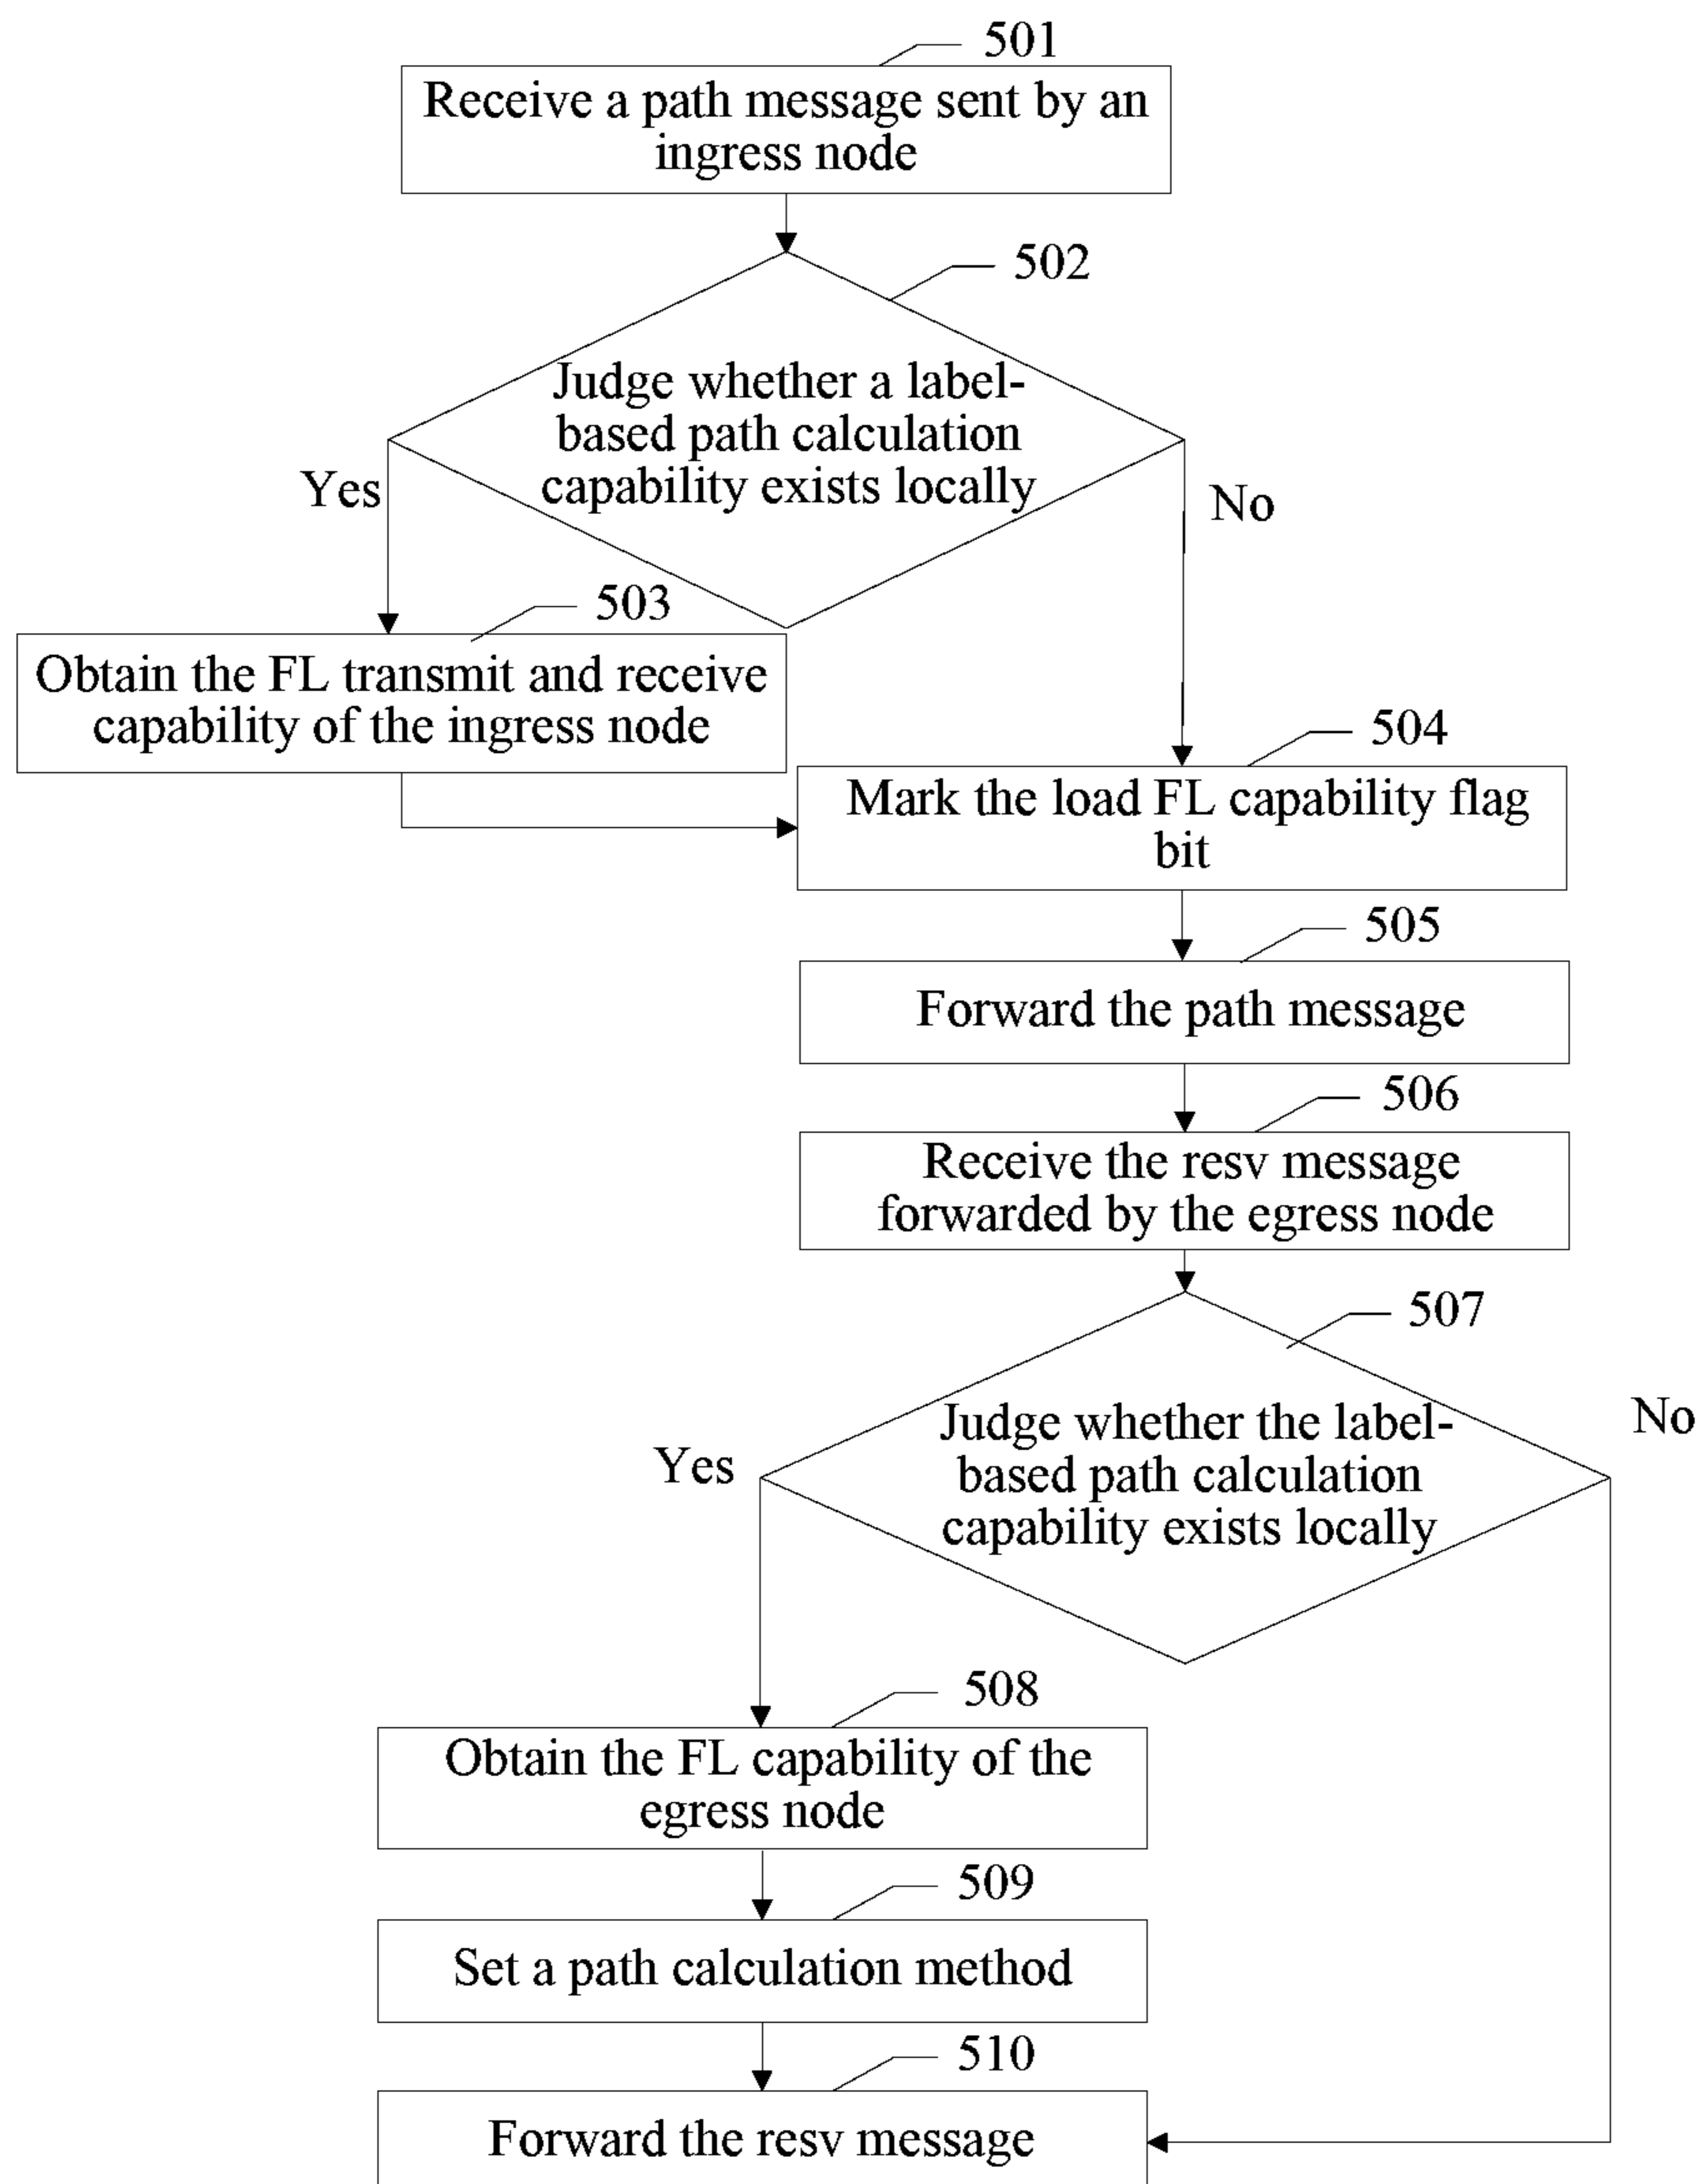 501
Receive a path message sent by an
ingress node
502
Judge whether a label-
based path calculation
capability exists locally
Yes
No
503
Obtain the FL transmit and receive
capability of the ingress node
504
Mark the load FL capability flag
bit
505
Forward the path message
506
Receive the resv message
forwarded by the egress node
507
Judge whether the label-
based path calculation
capability exists locally
Yes
No
508
Obtain the FL capability of the
egress node
509
Set a path calculation method
510
Forward the resv message